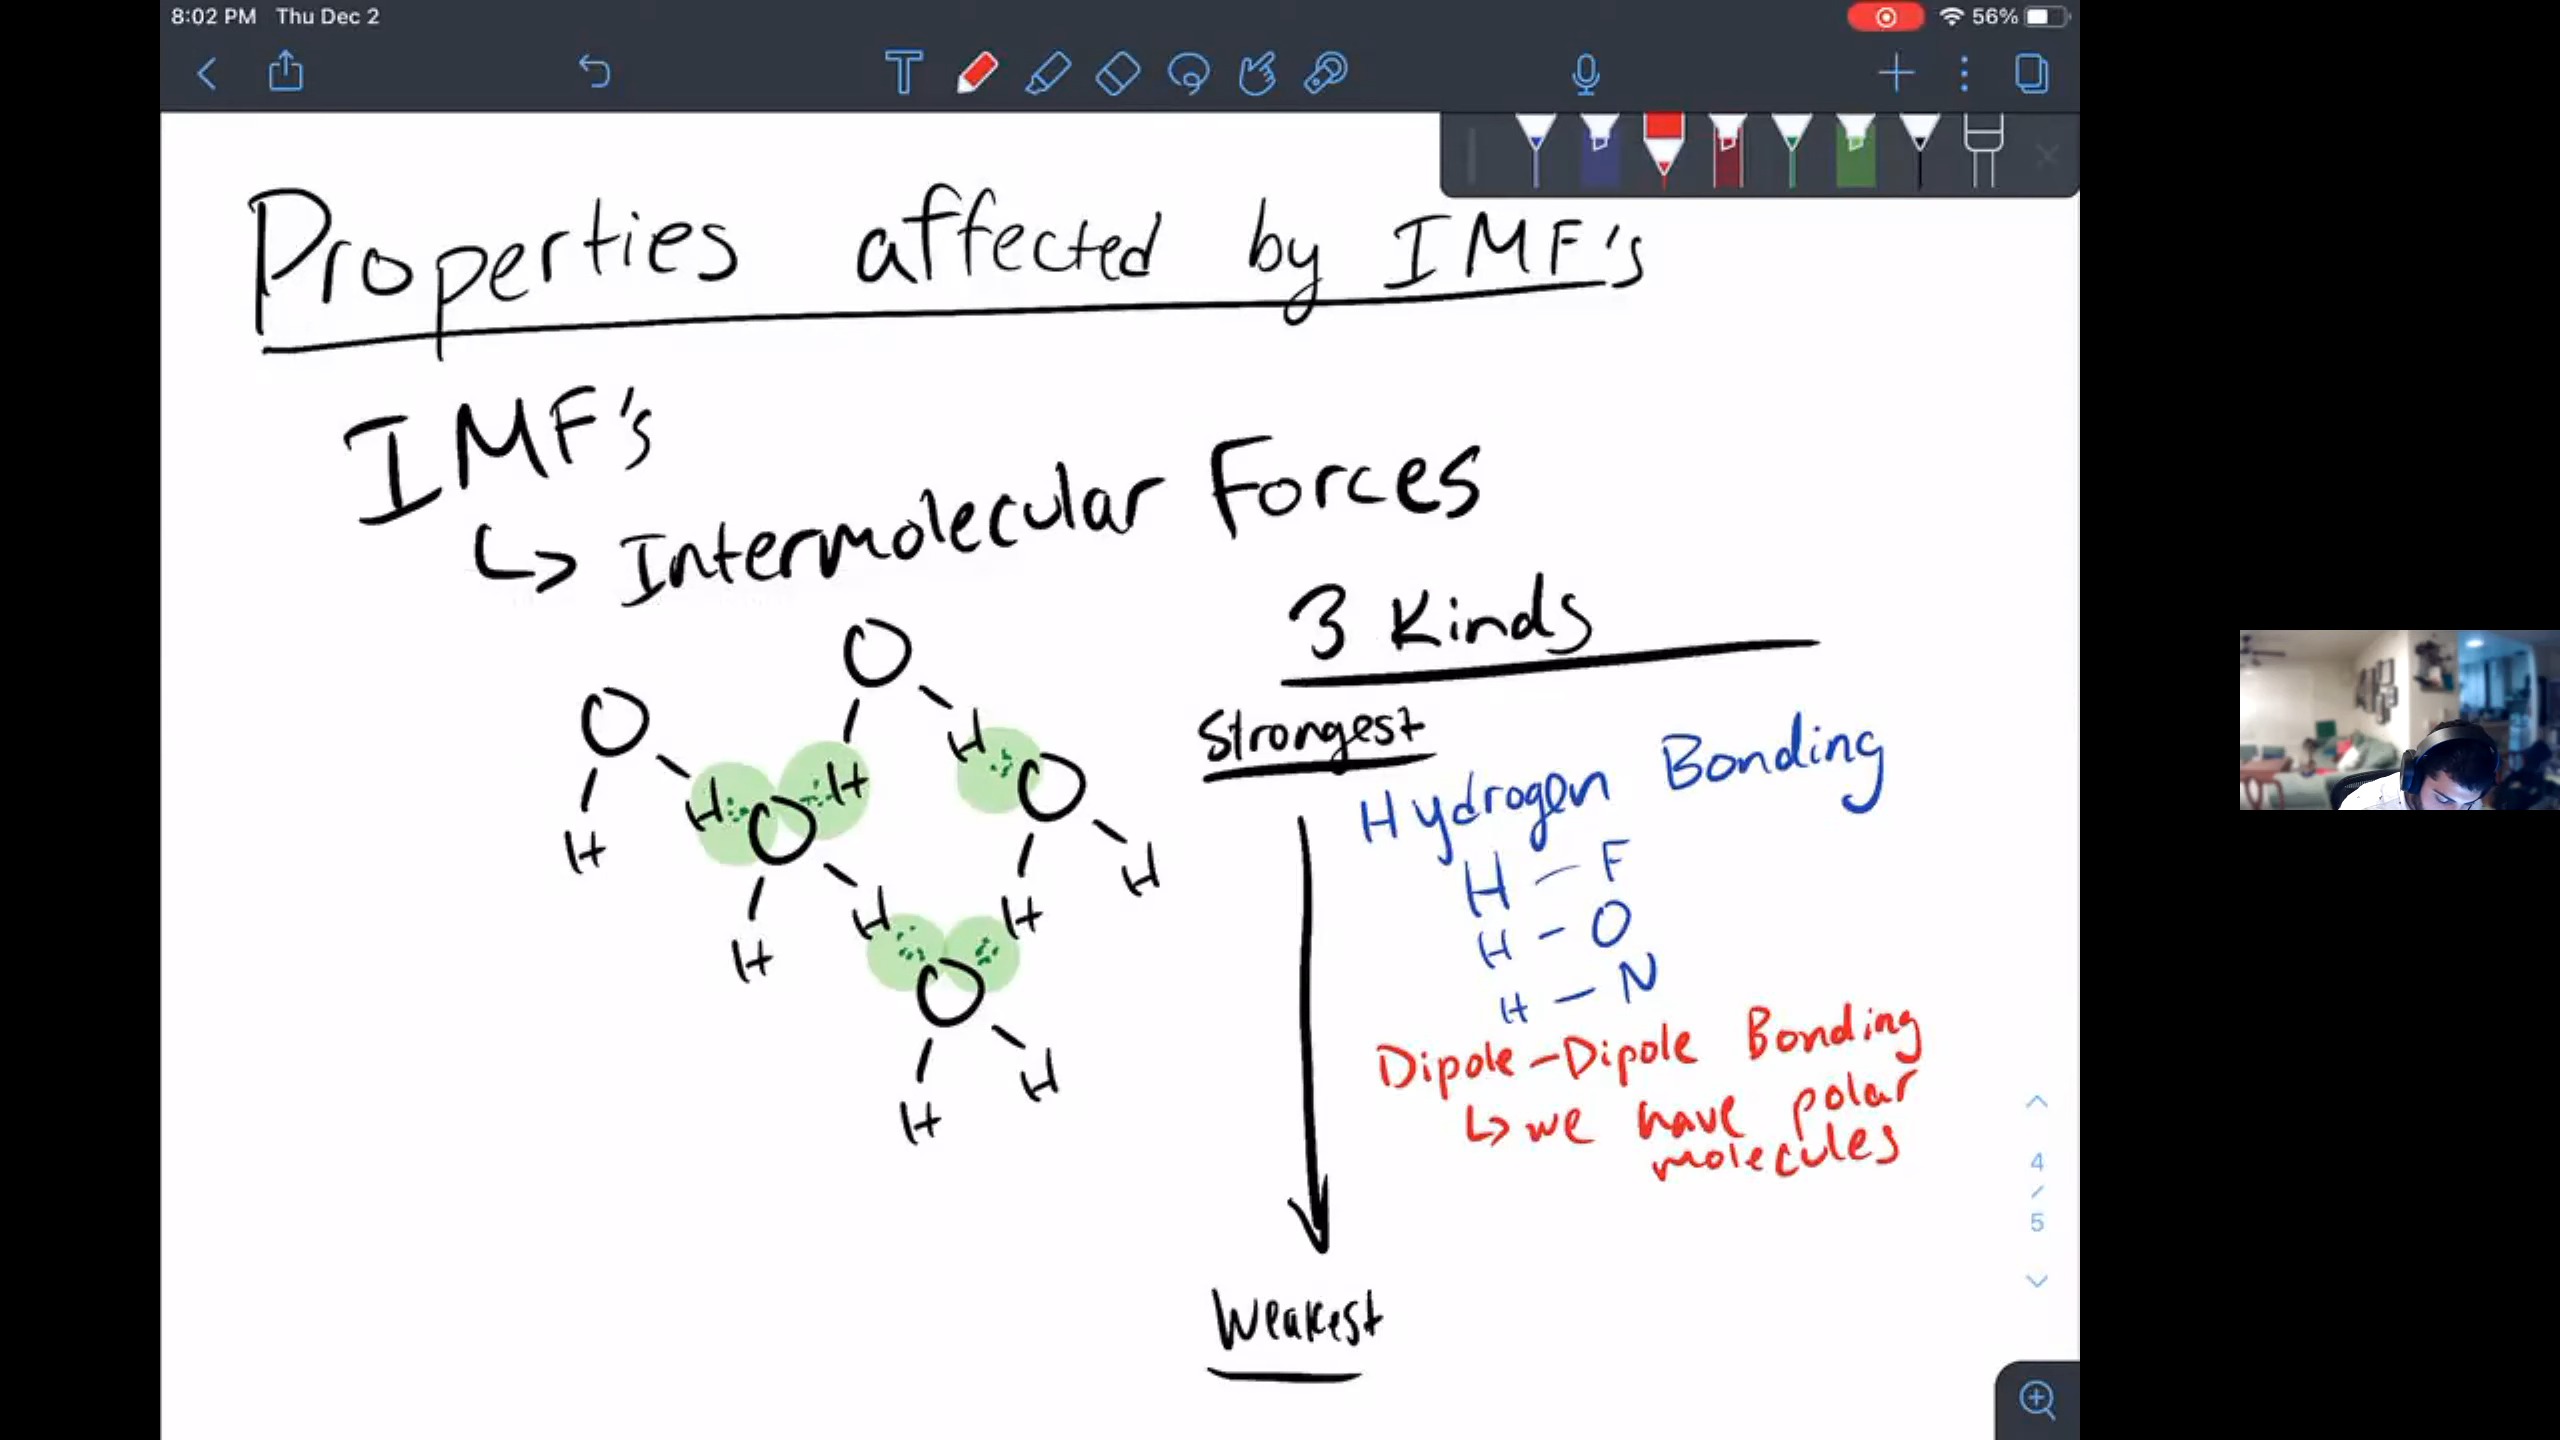 8:02 PM Thu Dec 2
56%
T
Properties affected by IMF's
IMF's
↳ Intermolecular Forces
3 Kinds
Strongest
Hydrogen Bonding
H – F
H – O
H – N
Dipole – Dipole Bonding
↳ we have polar
molecules
Weakest
O
O
H
H
H
O
O
H
H
H
H
H
H
O
H
H
4
/
5